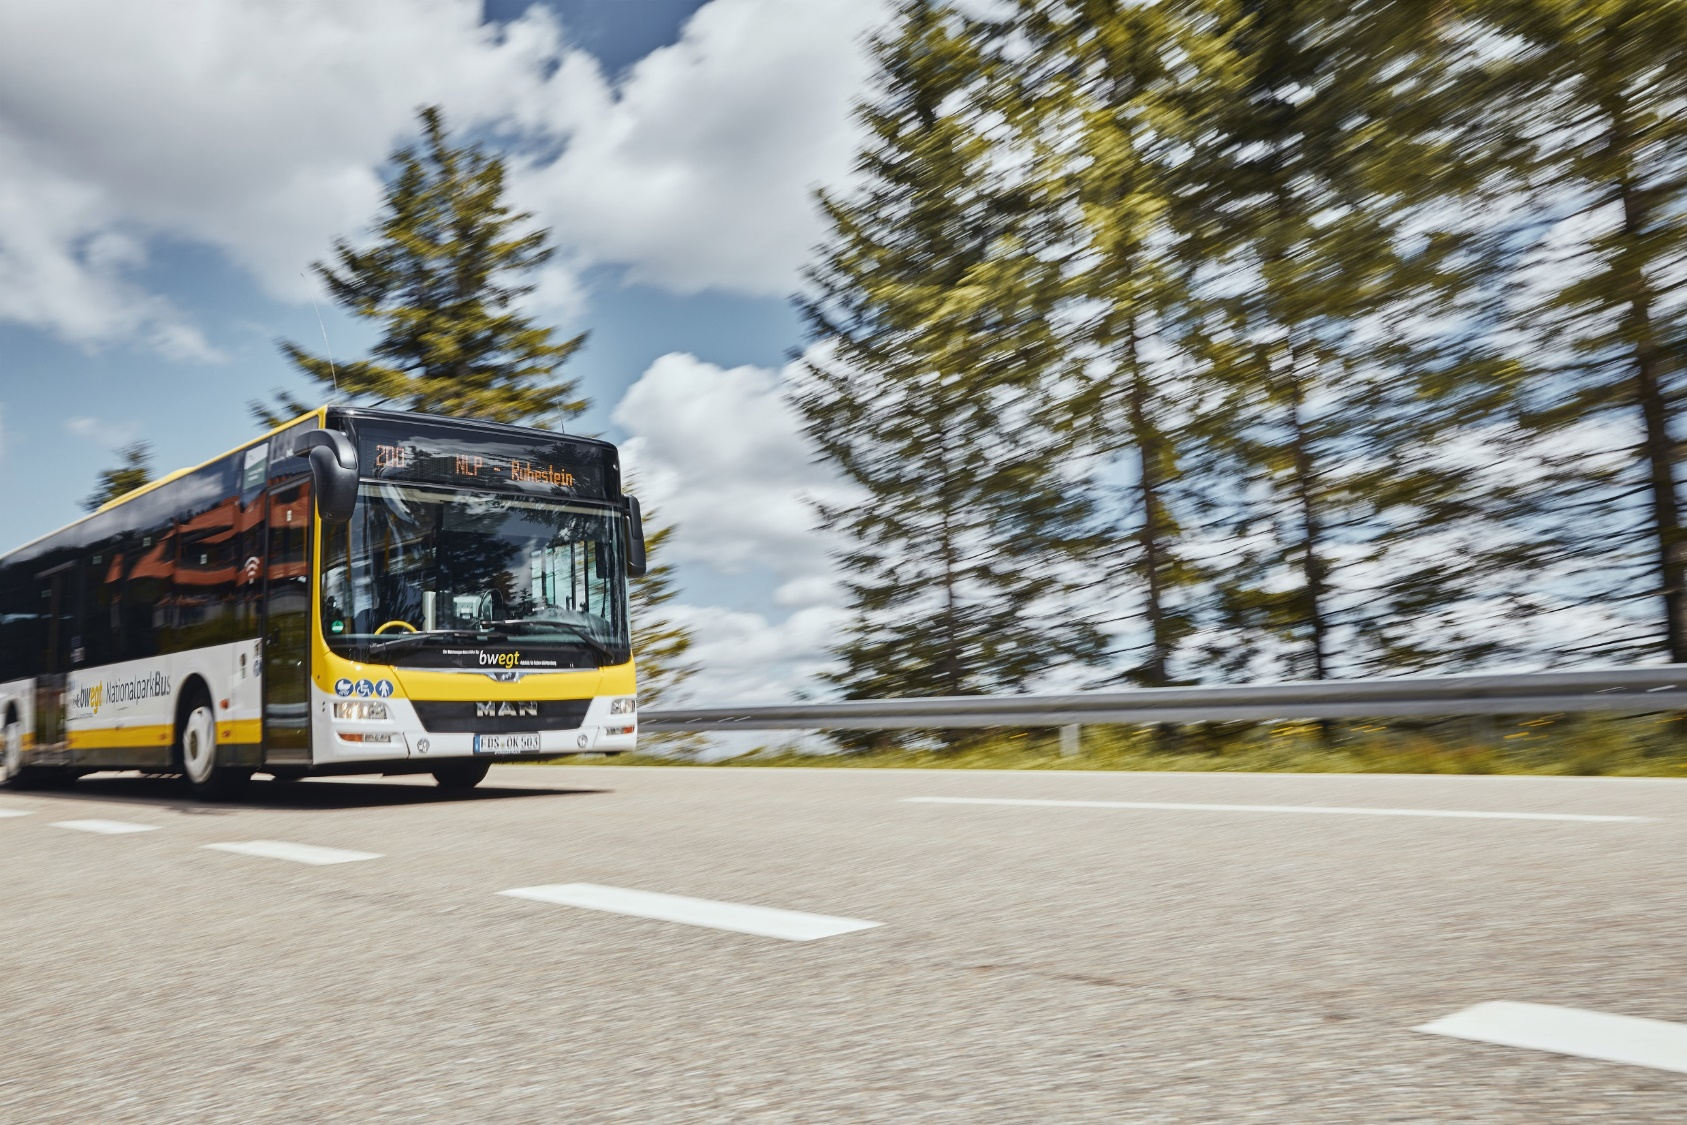 200 NLP - Ruhestein
bwegt
MAN
FDS OK 503
bwegt NationalparkBus